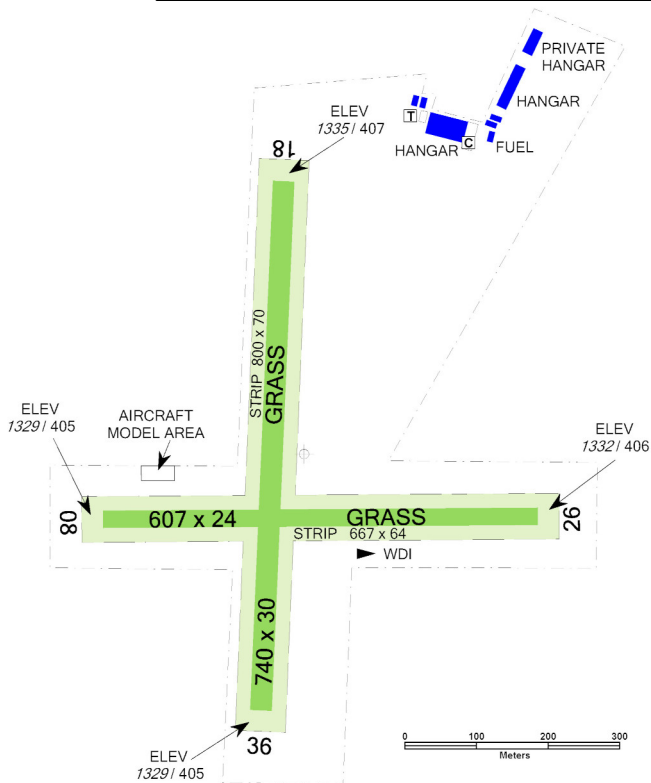 PRIVATE
HANGAR
HANGAR
T
C
HANGAR
FUEL
ELEV
1335 / 407
18
STRIP 800 x 70
GRASS
ELEV
1329 / 405
AIRCRAFT
MODEL AREA
ELEV
1332 / 406
08
607 x 24
GRASS
26
STRIP 667 x 64
WDI
740 x 30
36
ELEV
1329 / 405
0 100 200 300
Meters